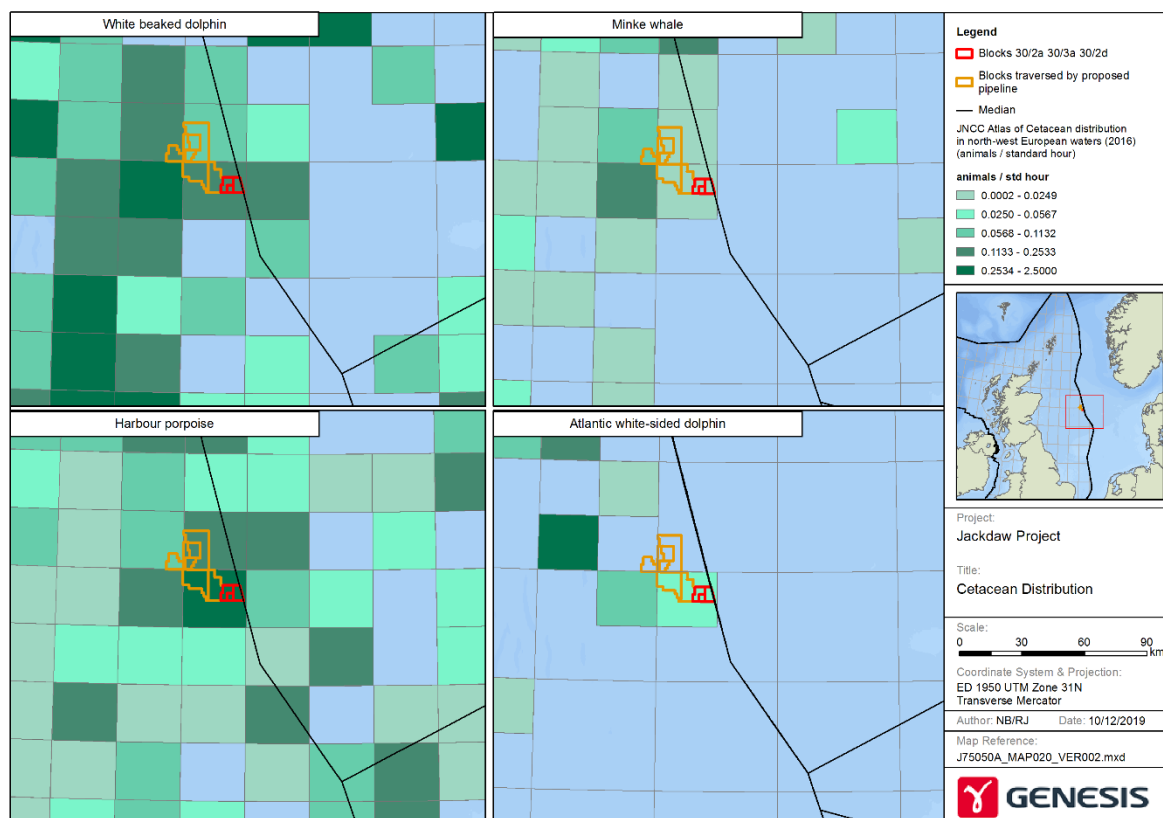 White beaked dolphin
Minke whale
Harbour porpoise
Atlantic white-sided dolphin
Legend
Blocks 30/2a 30/3a 30/2d
Blocks traversed by proposed
pipeline
Median
JNCC Atlas of Cetacean distribution
in north-west European waters (2016)
(animals / standard hour)
animals / std hour
0.0002 - 0.0249
0.0250 - 0.0567
0.0568 - 0.1132
0.1133 - 0.2533
0.2534 - 2.5000
Project:
Jackdaw Project
Title:
Cetacean Distribution
Scale:
0 30 60 90
km
Coordinate System & Projection:
ED 1950 UTM Zone 31N
Transverse Mercator
Author: NB/RJ Date: 10/12/2019
Map Reference:
J75050A_MAP020_VER002.mxd
GENESIS